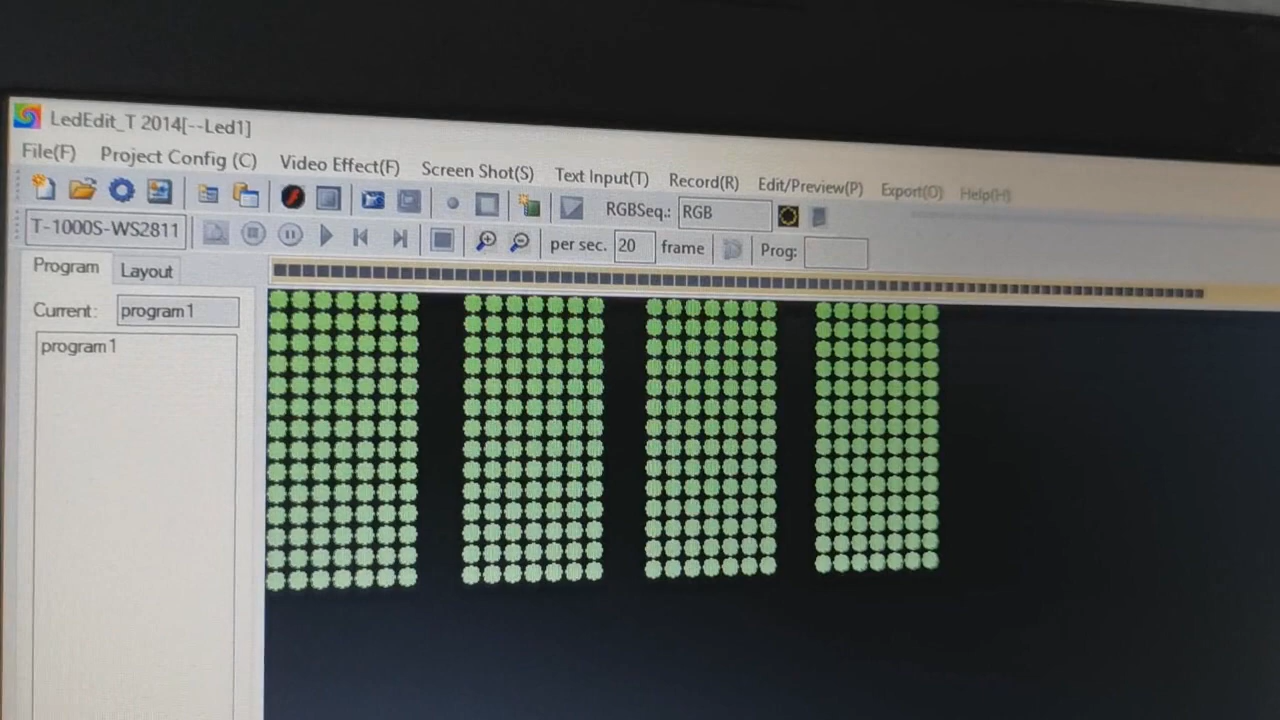 LedEdit_T 2014[--Led1]
File(F) Project Config (C) Video Effect(F) Screen Shot(S) Text Input(T) Record(R) Edit/Preview(P) Export(O) Help(H)
RGBSeq.: RGB
T-1000S-WS2811 per sec. 20 frame Prog:
Program Layout
Current: program1
program1